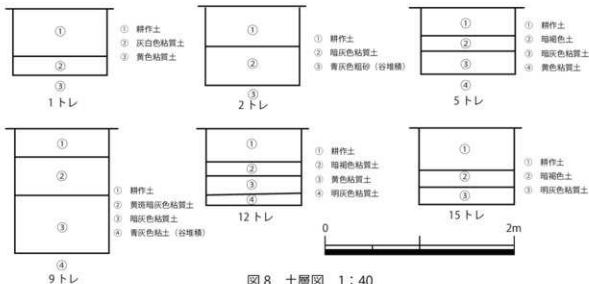 ①
②
③
1トレ
① 耕作土
② 灰白色粘質土
③ 黄色粘質土
①
②
③
2トレ
① 耕作土
② 暗灰色粘質土
③ 青灰色粗砂（谷堆積）
①
②
③
④
5トレ
① 耕作土
② 暗褐色土
③ 暗灰色粘質土
④ 黄色粘質土
①
②
③
④
9トレ
① 耕作土
② 黄斑暗灰色粘質土
③ 暗灰色粘質土
④ 青灰色粘土（谷堆積）
①
②
③
④
12トレ
① 耕作土
② 暗褐色粘質土
③ 黄色粘質土
④ 明灰色粘質土
①
②
③
15トレ
① 耕作土
② 暗褐色土
③ 明灰色粘質土
0 2m
図8 土層図 1：40